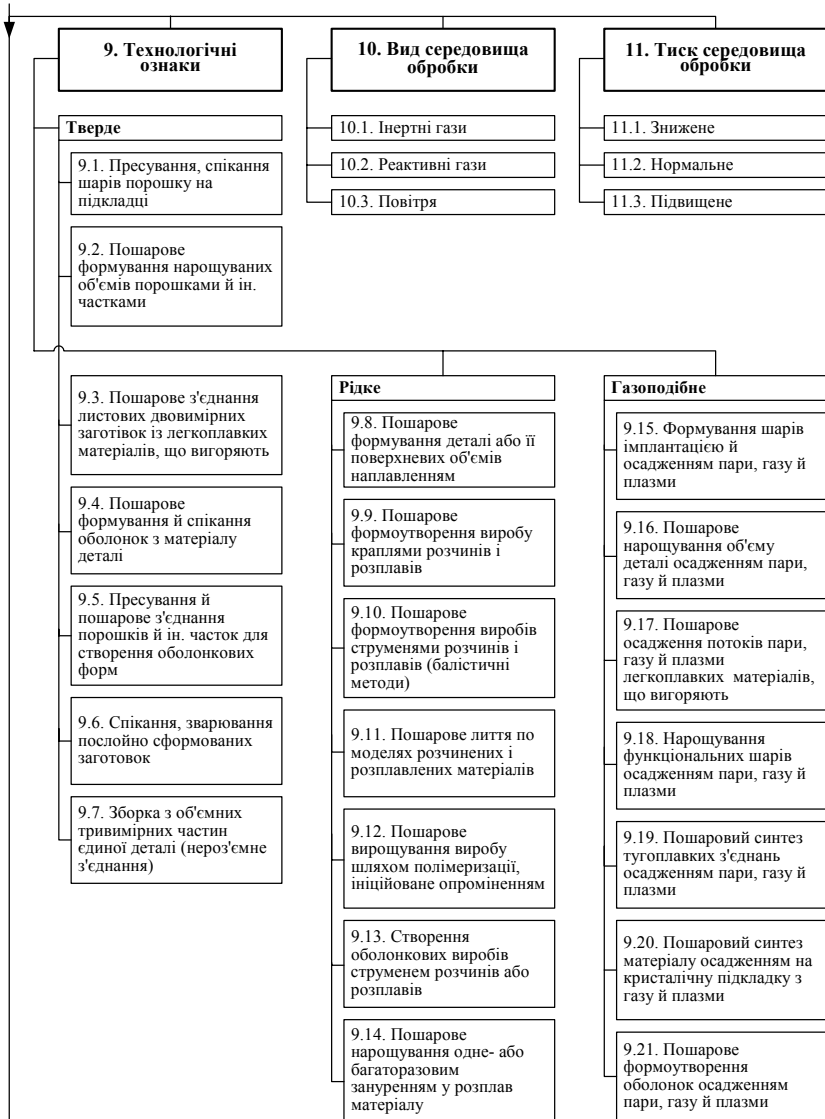 9. Технологічні
ознаки
10. Вид середовища
обробки
11. Тиск середовища
обробки
Тверде
10.1. Інертні гази
11.1. Знижене
9.1. Пресування, спікання
шарів порошку на
підкладці
10.2. Реактивні гази
11.2. Нормальне
10.3. Повітря
11.3. Підвищене
9.2. Пошарове
формування нарощуваних
об'ємів порошками й ін.
частками
9.3. Пошарове з'єднання
листових двовимірних
заготівок із легкоплавких
матеріалів, що вигоряють
9.4. Пошарове
формування й спікання
оболонок з матеріалу
деталі
9.5. Пресування й
пошарове з'єднання
порошків й ін. часток для
створення оболонкових
форм
9.6. Спікання, зварювання
послойно сформованих
заготовок
9.7. Зборка з об'ємних
тривимірних частин
єдиної деталі (нероз'ємне
з'єднання)
Рідке
9.8. Пошарове
формування деталі або її
поверхневих об'ємів
наплавленням
9.9. Пошарове
формоутворення виробу
краплями розчинів і
розплавів
9.10. Пошарове
формоутворення виробів
струменями розчинів і
розплавів (балістичні
методи)
9.11. Пошарове лиття по
моделях розчинених і
розплавлених матеріалів
9.12. Пошарове
вирощування виробу
шляхом полімеризації,
ініційоване опроміненням
9.13. Створення
оболонкових виробів
струменем розчинів або
розплавів
9.14. Пошарове
нарощування одне- або
багаторазовим
зануренням у розплав
матеріалу
Газоподібне
9.15. Формування шарів
імплантацією й
осадженням пари, газу й
плазми
9.16. Пошарове
нарощування об'єму
деталі осадженням пари,
газу й плазми
9.17. Пошарове
осадження потоків пари,
газу й плазми
легкоплавких матеріалів,
що вигоряють
9.18. Нарощування
функціональних шарів
осадженням пари, газу й
плазми
9.19. Пошаровий синтез
тугоплавких з'єднань
осадженням пари, газу й
плазми
9.20. Пошаровий синтез
матеріалу осадженням на
кристалічну підкладку з
газу й плазми
9.21. Пошарове
формоутворення
оболонок осадженням
пари, газу й плазми